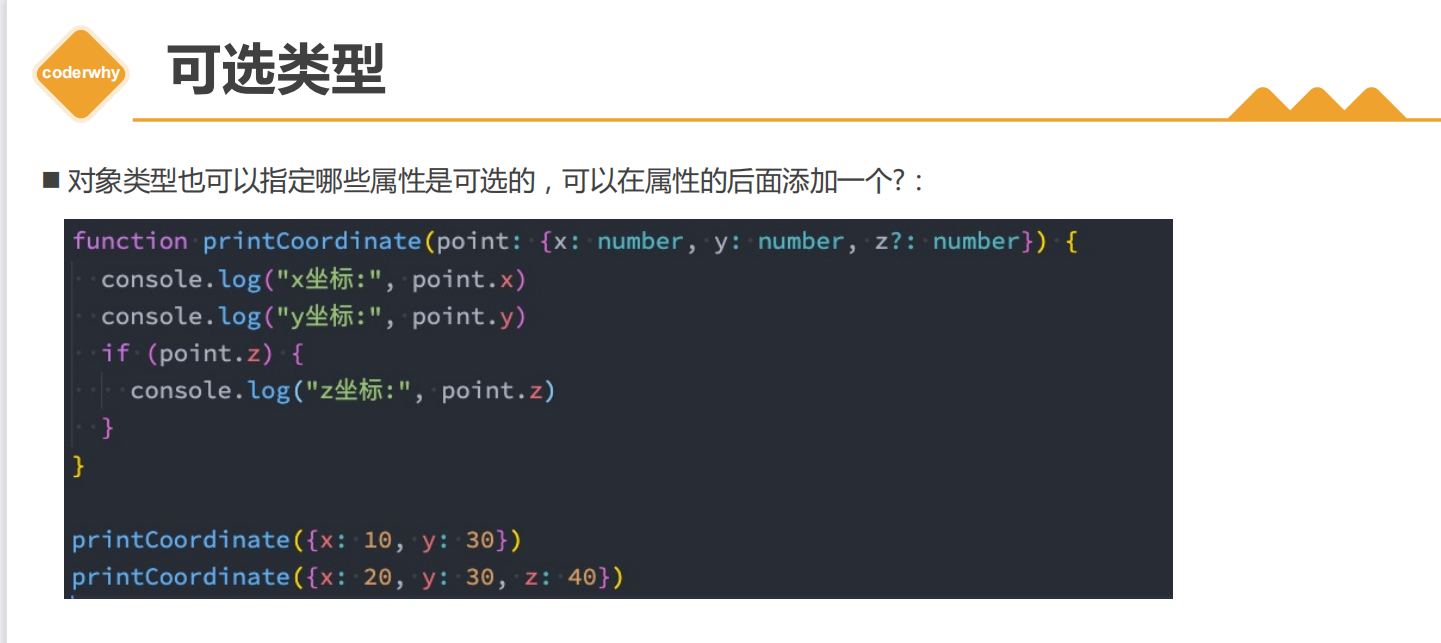 coderwhy
可选类型
■ 对象类型也可以指定哪些属性是可选的，可以在属性的后面添加一个?：
function printCoordinate(point: {x: number, y: number, z?: number}) {
  console.log("x坐标:", point.x)
  console.log("y坐标:", point.y)
  if (point.z) {
    console.log("z坐标:", point.z)
  }
}
printCoordinate({x: 10, y: 30})
printCoordinate({x: 20, y: 30, z: 40})